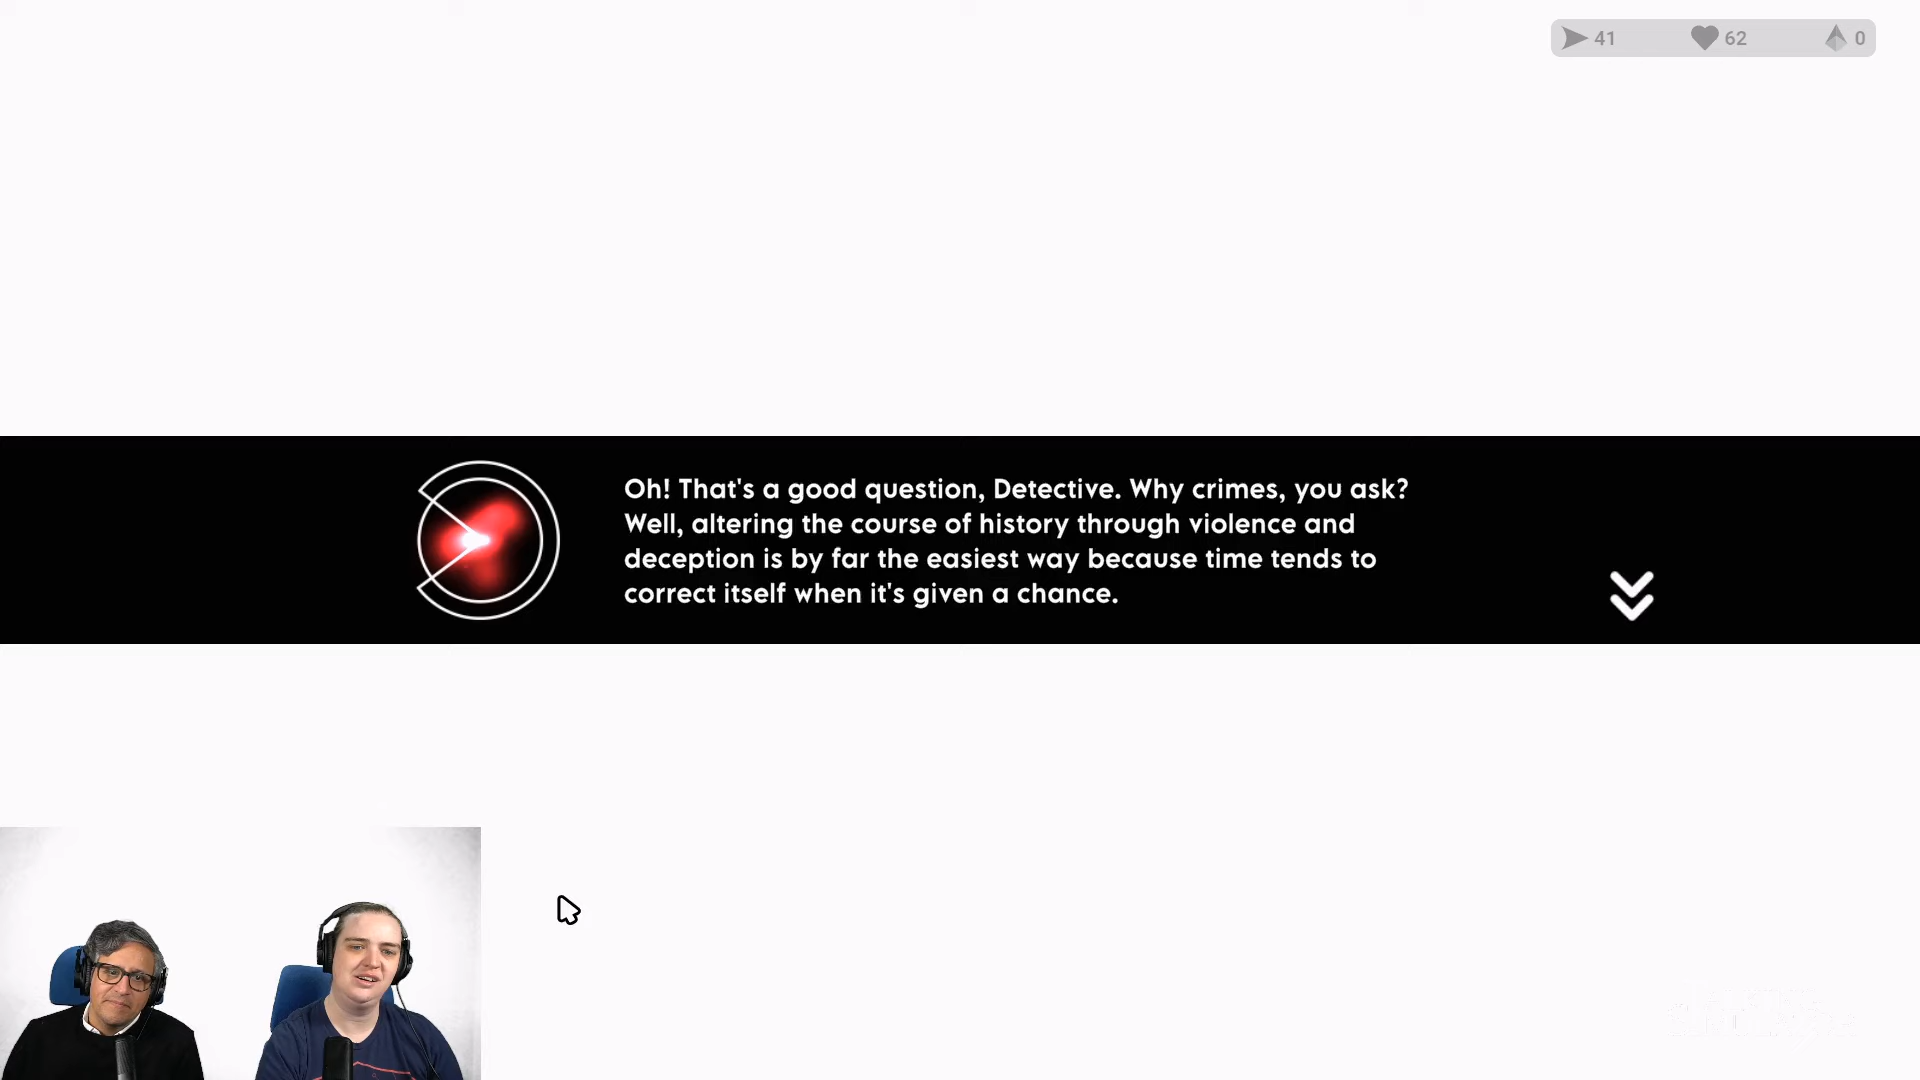 41 62 0
Oh! That's a good question, Detective. Why crimes, you ask?
Well, altering the course of history through violence and
deception is by far the easiest way because time tends to
correct itself when it's given a chance.